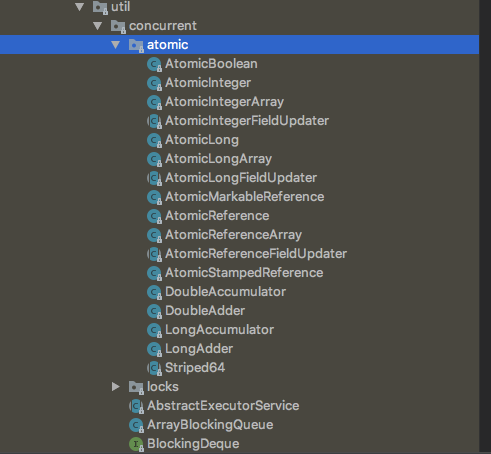 util
concurrent
atomic
AtomicBoolean
AtomicInteger
AtomicIntegerArray
AtomicIntegerFieldUpdater
AtomicLong
AtomicLongArray
AtomicLongFieldUpdater
AtomicMarkableReference
AtomicReference
AtomicReferenceArray
AtomicReferenceFieldUpdater
AtomicStampedReference
DoubleAccumulator
DoubleAdder
LongAccumulator
LongAdder
Striped64
locks
AbstractExecutorService
ArrayBlockingQueue
BlockingDeque